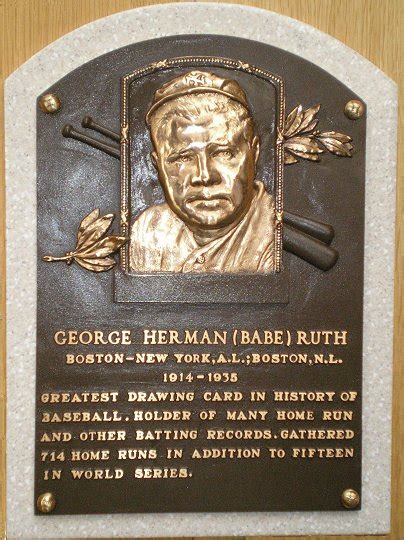 GEORGE HERMAN (BABE) RUTH
BOSTON-NEW YORK, A.L.; BOSTON, N.L.
1914-1935
GREATEST DRAWING CARD IN HISTORY OF
BASEBALL. HOLDER OF MANY HOME RUN
AND OTHER BATTING RECORDS. GATHERED
714 HOME RUNS IN ADDITION TO FIFTEEN
IN WORLD SERIES.